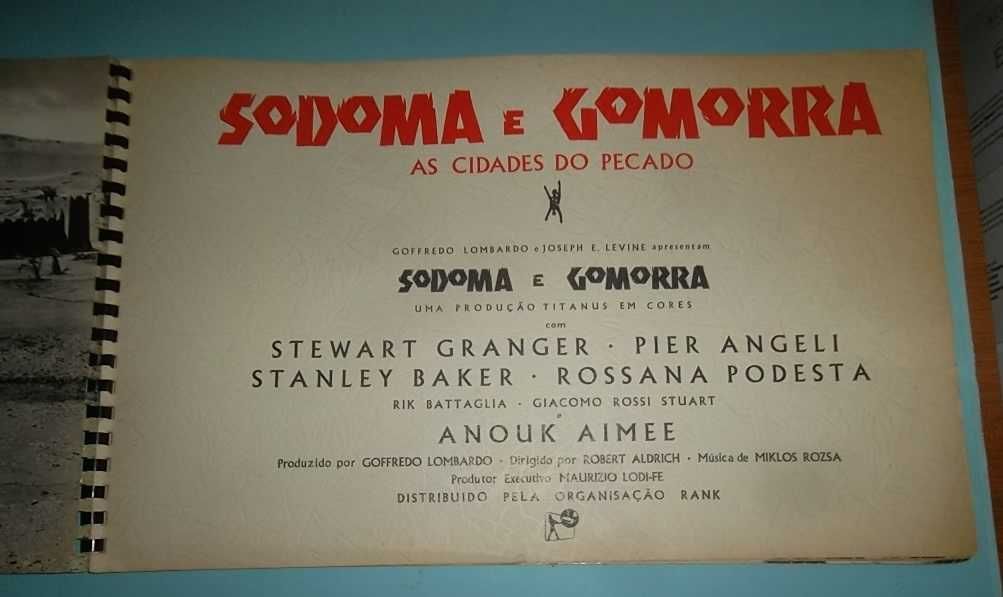 SODOMA E GOMORRA
AS CIDADES DO PECADO
GOFFREDO LOMBARDO e JOSEPH E. LEVINE apresentam
SODOMA E GOMORRA
UMA PRODUÇÃO TITANUS EM CORES
com
STEWART GRANGER · PIER ANGELI
STANLEY BAKER · ROSSANA PODESTA
RIK BATTAGLIA · GIACOMO ROSSI STUART
e
ANOUK AIMEE
Produzido por GOFFREDO LOMBARDO · Dirigido por ROBERT ALDRICH · Música de MIKLOS ROZSA
Produtor Executivo MAURIZIO LODI-FE
DISTRIBUIDO PELA ORGANISAÇÃO RANK